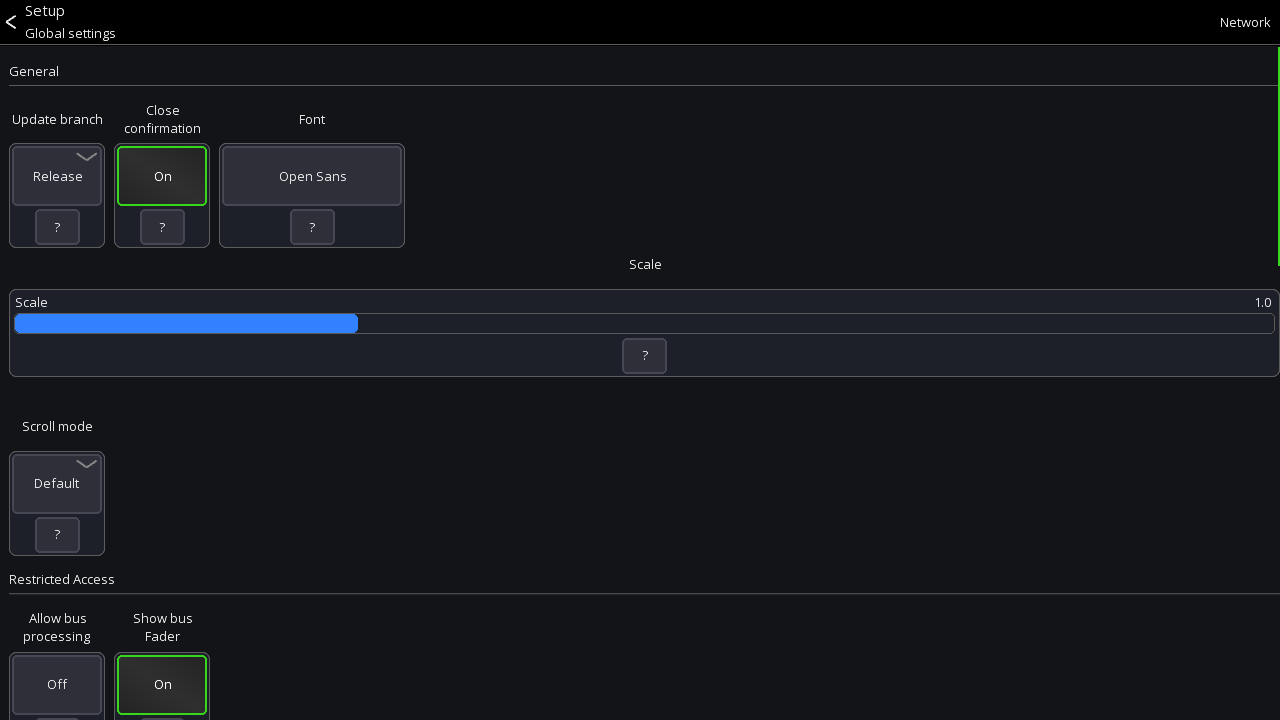 Setup
Global settings
Network
General
Update branch
Close
confirmation
Font
Release
On
Open Sans
?
?
?
Scale
Scale
1.0
?
Scroll mode
Default
?
Restricted Access
Allow bus
processing
Show bus
Fader
Off
On